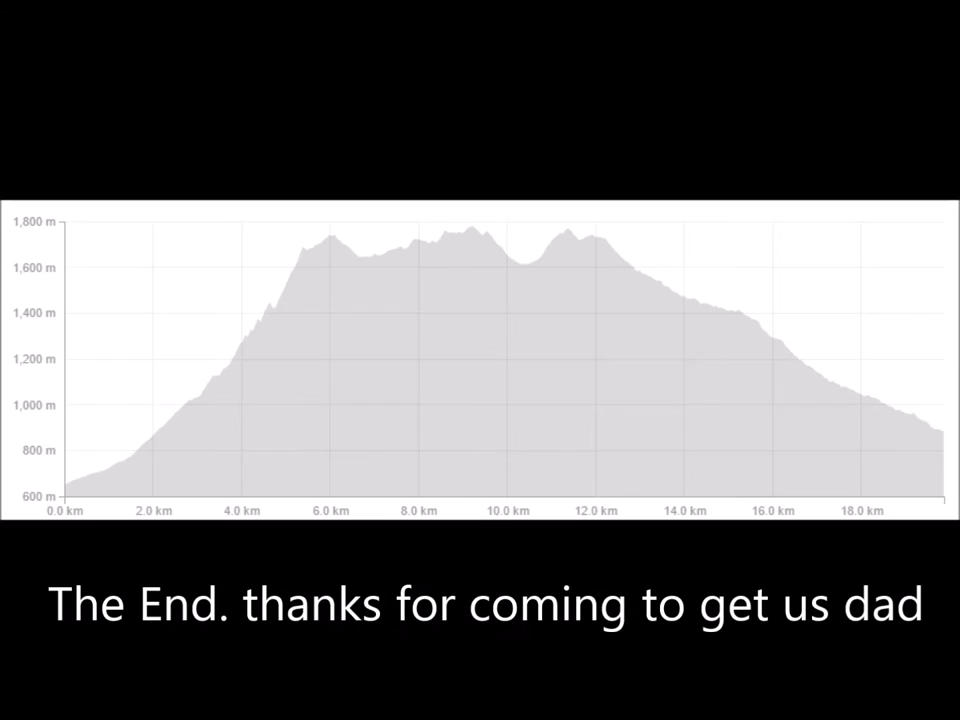 1,800 m
1,600 m
1,400 m
1,200 m
1,000 m
800 m
600 m
0.0 km 2.0 km 4.0 km 6.0 km 8.0 km 10.0 km 12.0 km 14.0 km 16.0 km 18.0 km
The End. thanks for coming to get us dad